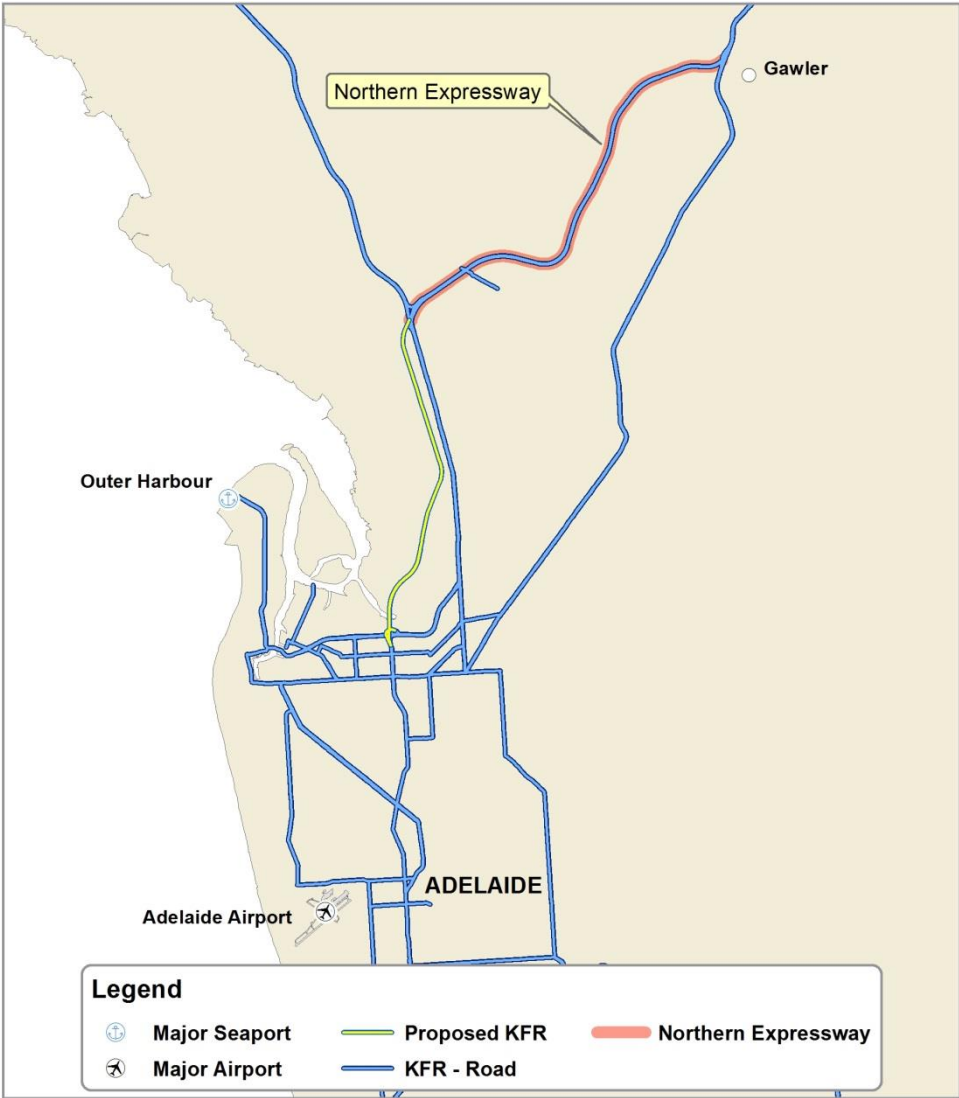 Gawler
Northern Expressway
Outer Harbour
ADELAIDE
Adelaide Airport
Legend
Major Seaport
Proposed KFR
Northern Expressway
Major Airport
KFR - Road